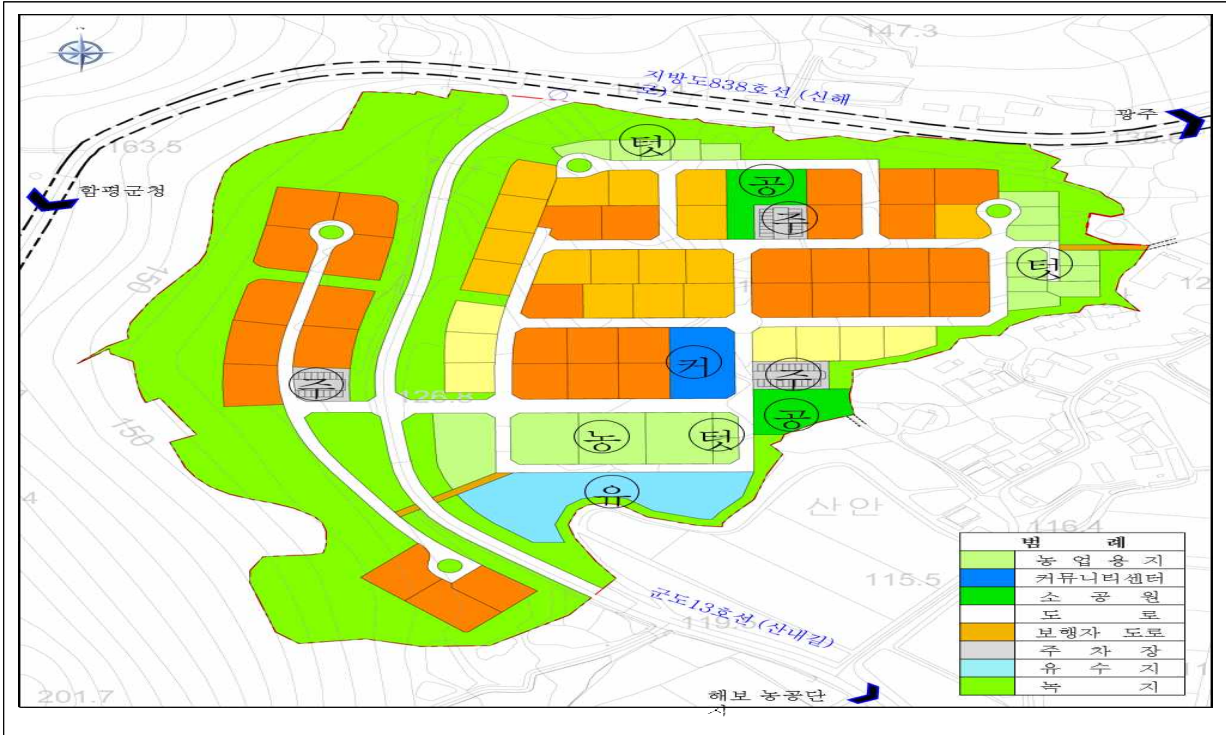 N
147.3
지방도838호선 (신해
로)
광주
163.5
함평군청
텃
공
주
텃
150
커
주
주
126.8
공
150
농
텃
유
산안
116.4
범 례
농 업 용 지
커뮤니티센터
소 공 원
도 로
보행자 도로
주 차 장
유 수 지
녹 지
115.5
군도13호선 (산내길)
201.7
해보 농공단
지